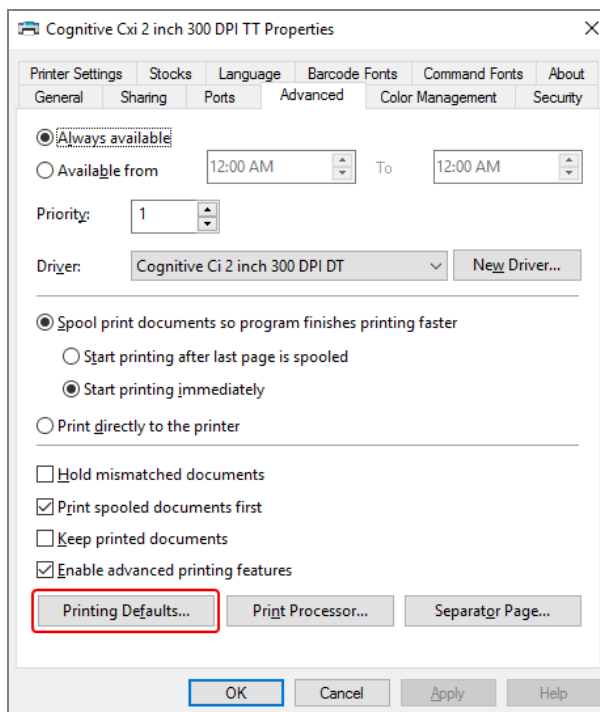 Cognitive Cxi 2 inch 300 DPI TT Properties
Printer Settings Stocks Language Barcode Fonts Command Fonts About
General Sharing Ports Advanced Color Management Security
Always available
Available from 12:00 AM To 12:00 AM
Priority: 1
Driver: Cognitive Ci 2 inch 300 DPI DT New Driver...
Spool print documents so program finishes printing faster
Start printing after last page is spooled
Start printing immediately
Print directly to the printer
Hold mismatched documents
Print spooled documents first
Keep printed documents
Enable advanced printing features
Printing Defaults... Print Processor... Separator Page...
OK Cancel Apply Help